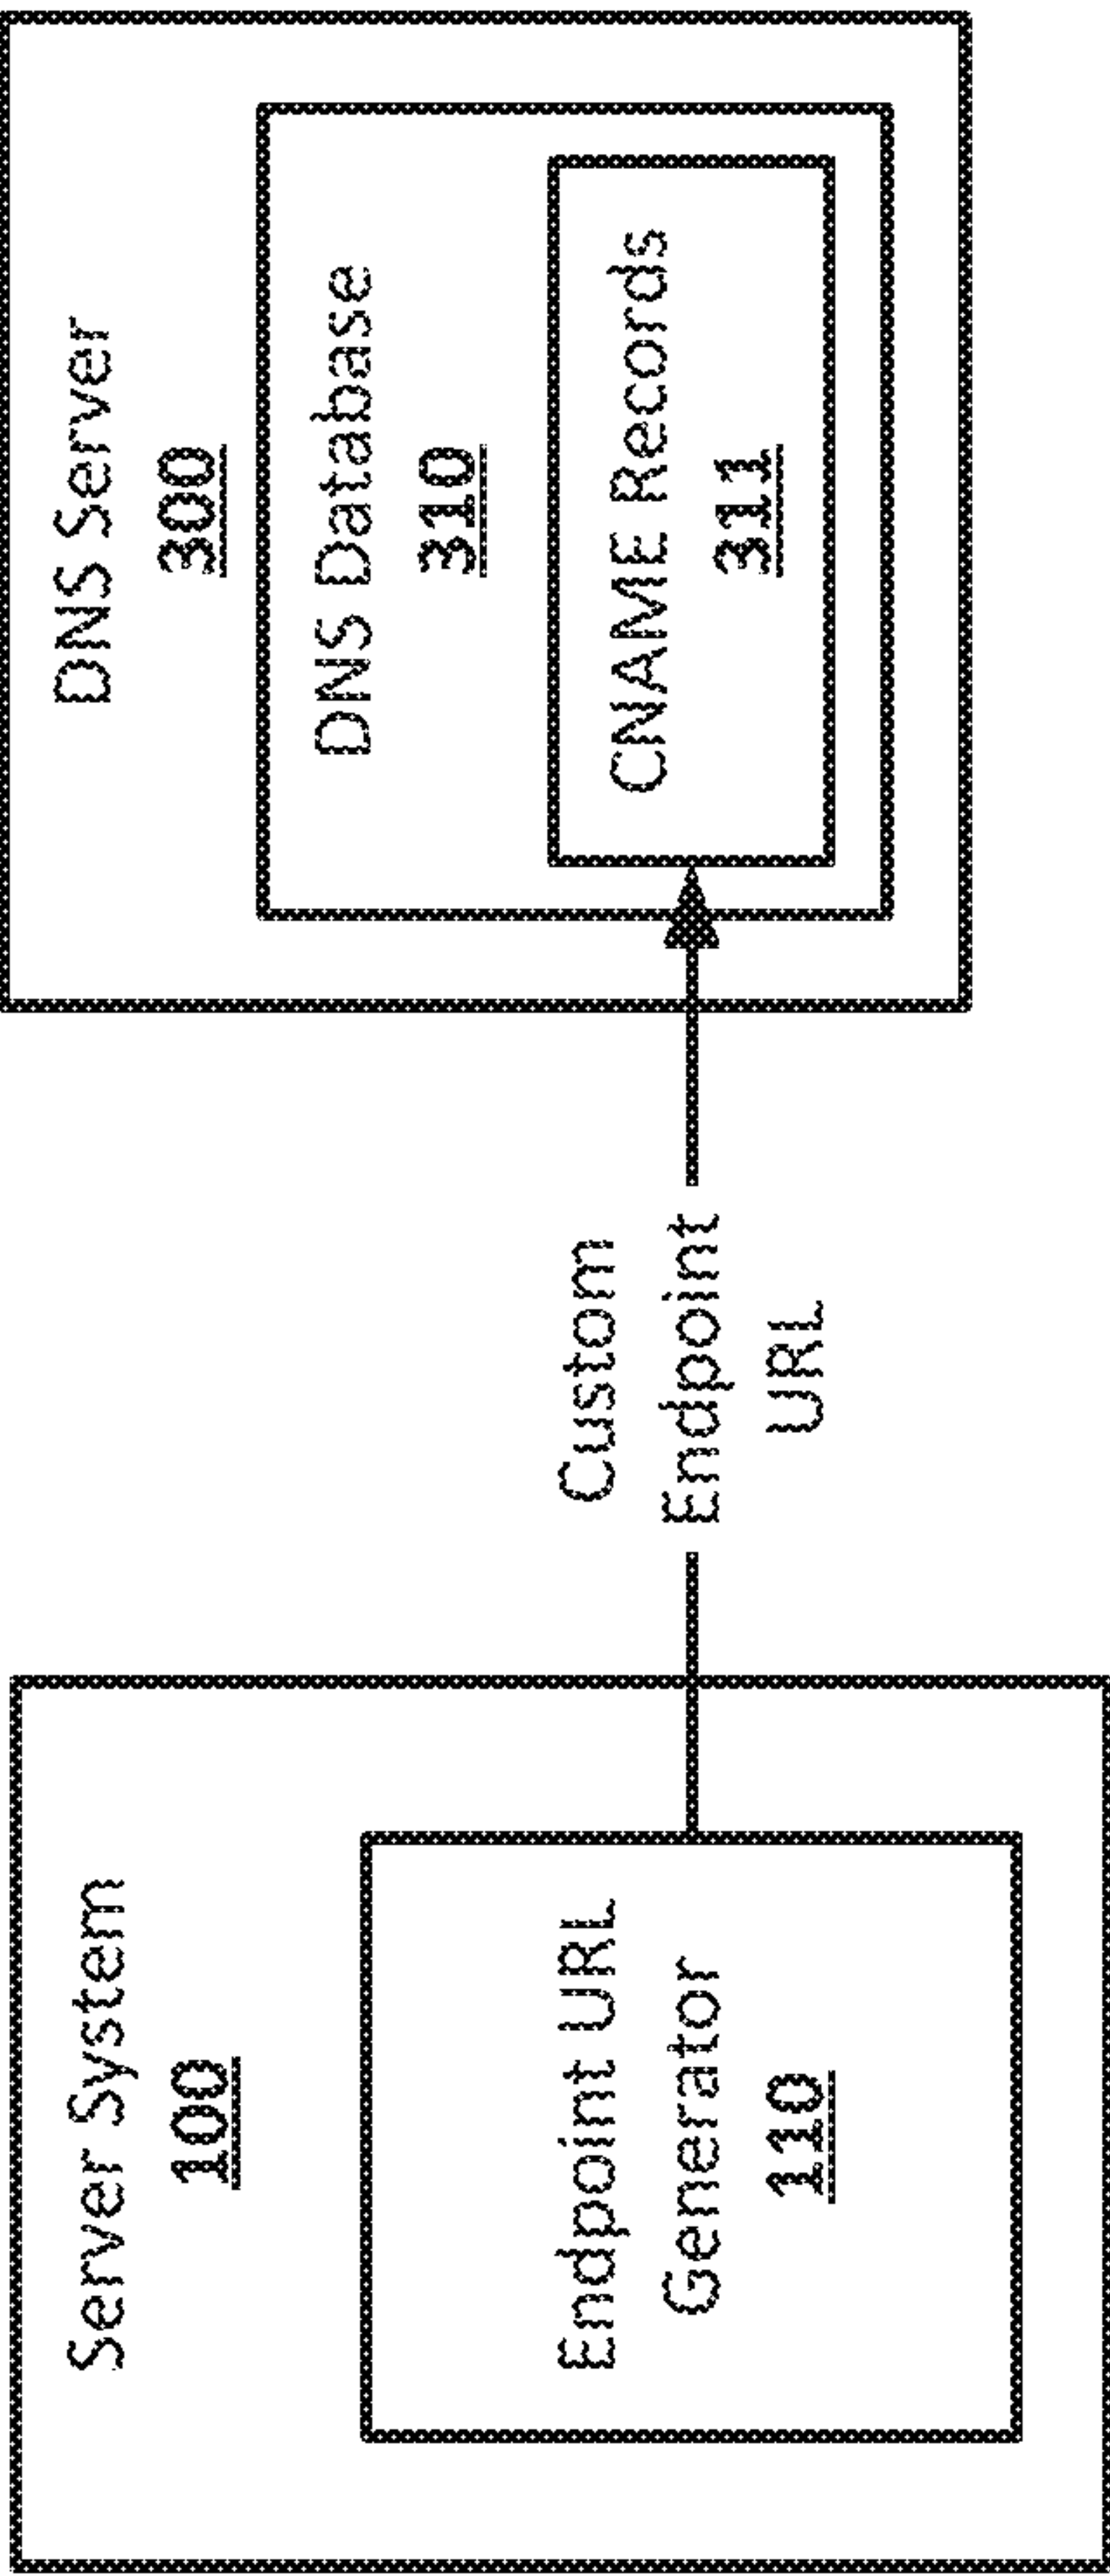 Server System
100
Endpoint URL
Generator
110
Custom
Endpoint
URL
DNS Server
300
DNS Database
310
CNAME Records
311